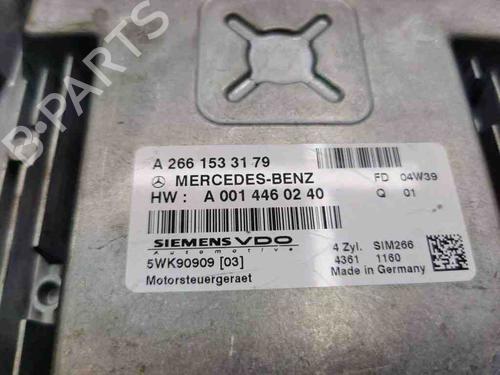 A 266 153 31 79
MERCEDES-BENZ
FD 04W39
HW : A 001 446 02 40
Q 01
SIEMENS VDO
Automotive
4 Zyl. SIM266
5WK90909 [03]
4361 1160
Motorsteuergeraet
Made in Germany
B PARTS